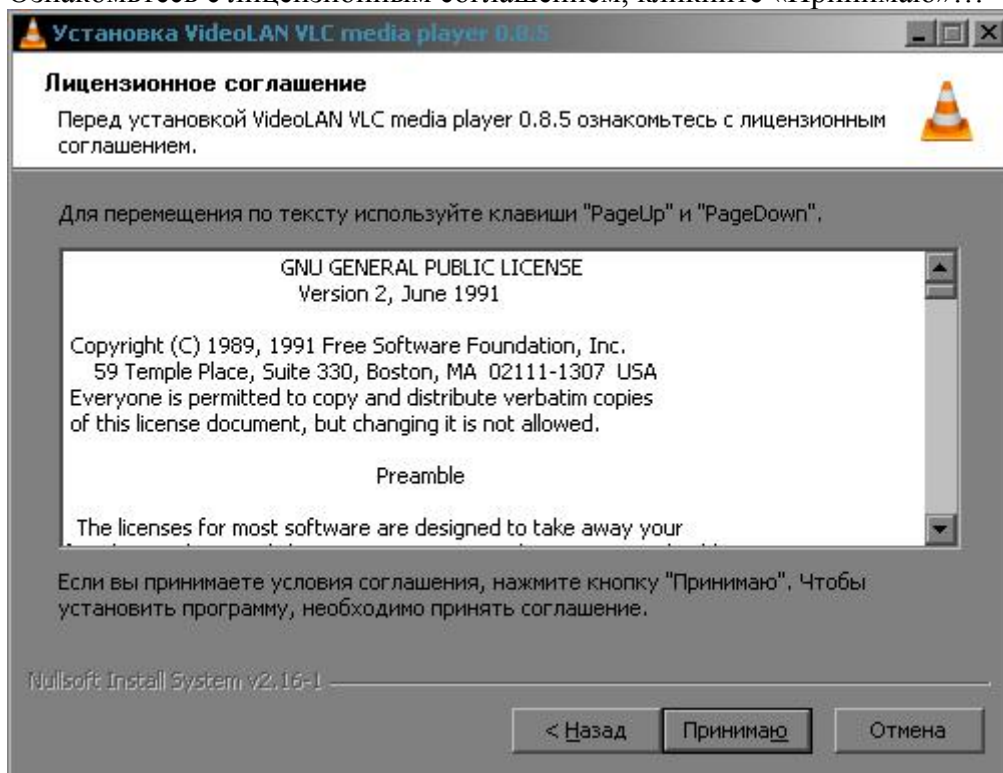 Ознакомьтесь с лицензионным соглашением, кликните «Принимаю»…
Установка VideoLAN VLC media player 0.8.5
Лицензионное соглашение
Перед установкой VideoLAN VLC media player 0.8.5 ознакомьтесь с лицензионным
соглашением.
Для перемещения по тексту используйте клавиши "PageUp" и "PageDown".
GNU GENERAL PUBLIC LICENSE
Version 2, June 1991
Copyright (C) 1989, 1991 Free Software Foundation, Inc.
59 Temple Place, Suite 330, Boston, MA 02111-1307 USA
Everyone is permitted to copy and distribute verbatim copies
of this license document, but changing it is not allowed.
Preamble
The licenses for most software are designed to take away your
Если вы принимаете условия соглашения, нажмите кнопку "Принимаю". Чтобы
установить программу, необходимо принять соглашение.
Nullsoft Install System v2.16-1
< Назад
Принимаю
Отмена